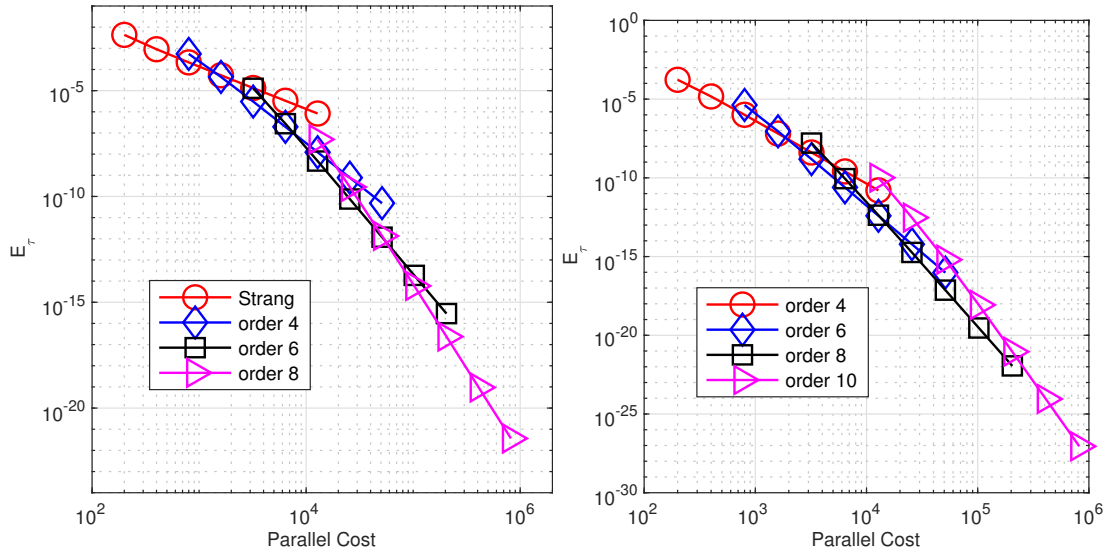 10^-5
10^-10
10^-15
10^-20
E_τ
10^2
10^4
10^6
Parallel Cost
Strang
order 4
order 6
order 8
10^0
10^-5
10^-10
10^-15
10^-20
10^-25
10^-30
E_τ
10^2
10^3
10^4
10^5
10^6
Parallel Cost
order 4
order 6
order 8
order 10